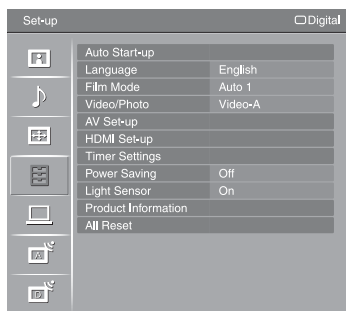 Set-up Digital
Auto Start-up
Language English
Film Mode Auto 1
Video/Photo Video-A
AV Set-up
HDMI Set-up
Timer Settings
Power Saving Off
Light Sensor On
Product Information
All Reset
A
D